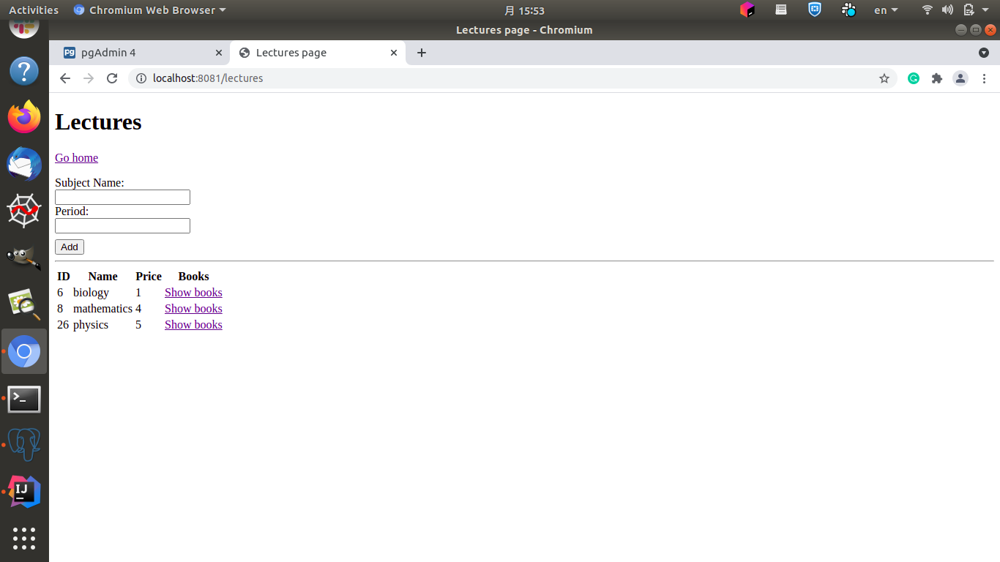 Activities Chromium Web Browser 月 15:53 en
Lectures page - Chromium
pg pgAdmin 4 Lectures page
localhost:8081/lectures
Lectures
Go home
Subject Name:
Period:
Add
ID Name Price Books
6 biology 1 Show books
8 mathematics 4 Show books
26 physics 5 Show books
IJ